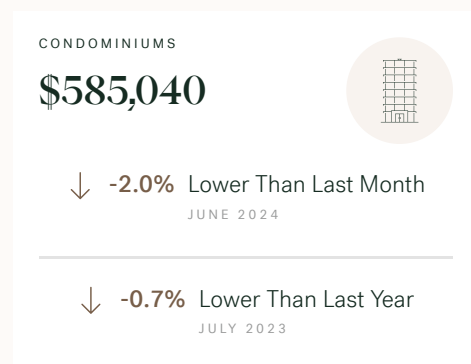 CONDOMINIUMS
$585,040
-2.0% Lower Than Last Month
JUNE 2024
-0.7% Lower Than Last Year
JULY 2023